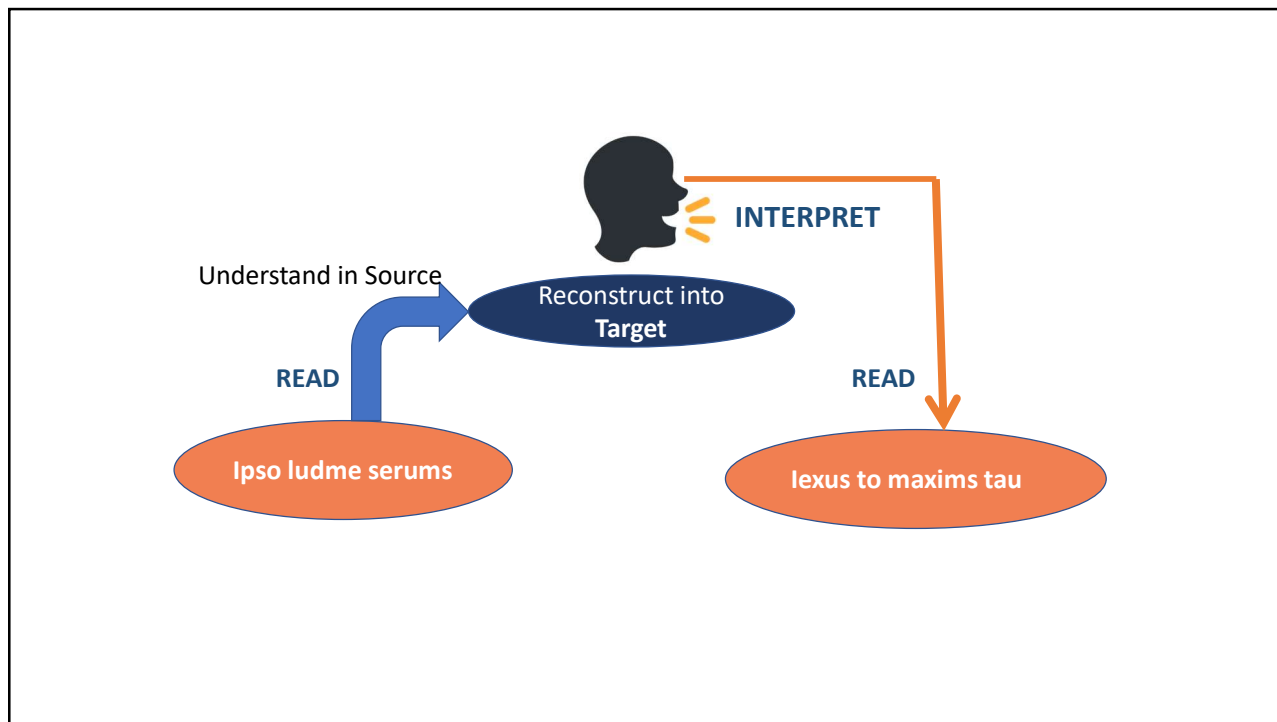 INTERPRET
Understand in Source
Reconstruct into
Target
READ
READ
Ipso ludme serums
Iexus to maxims tau